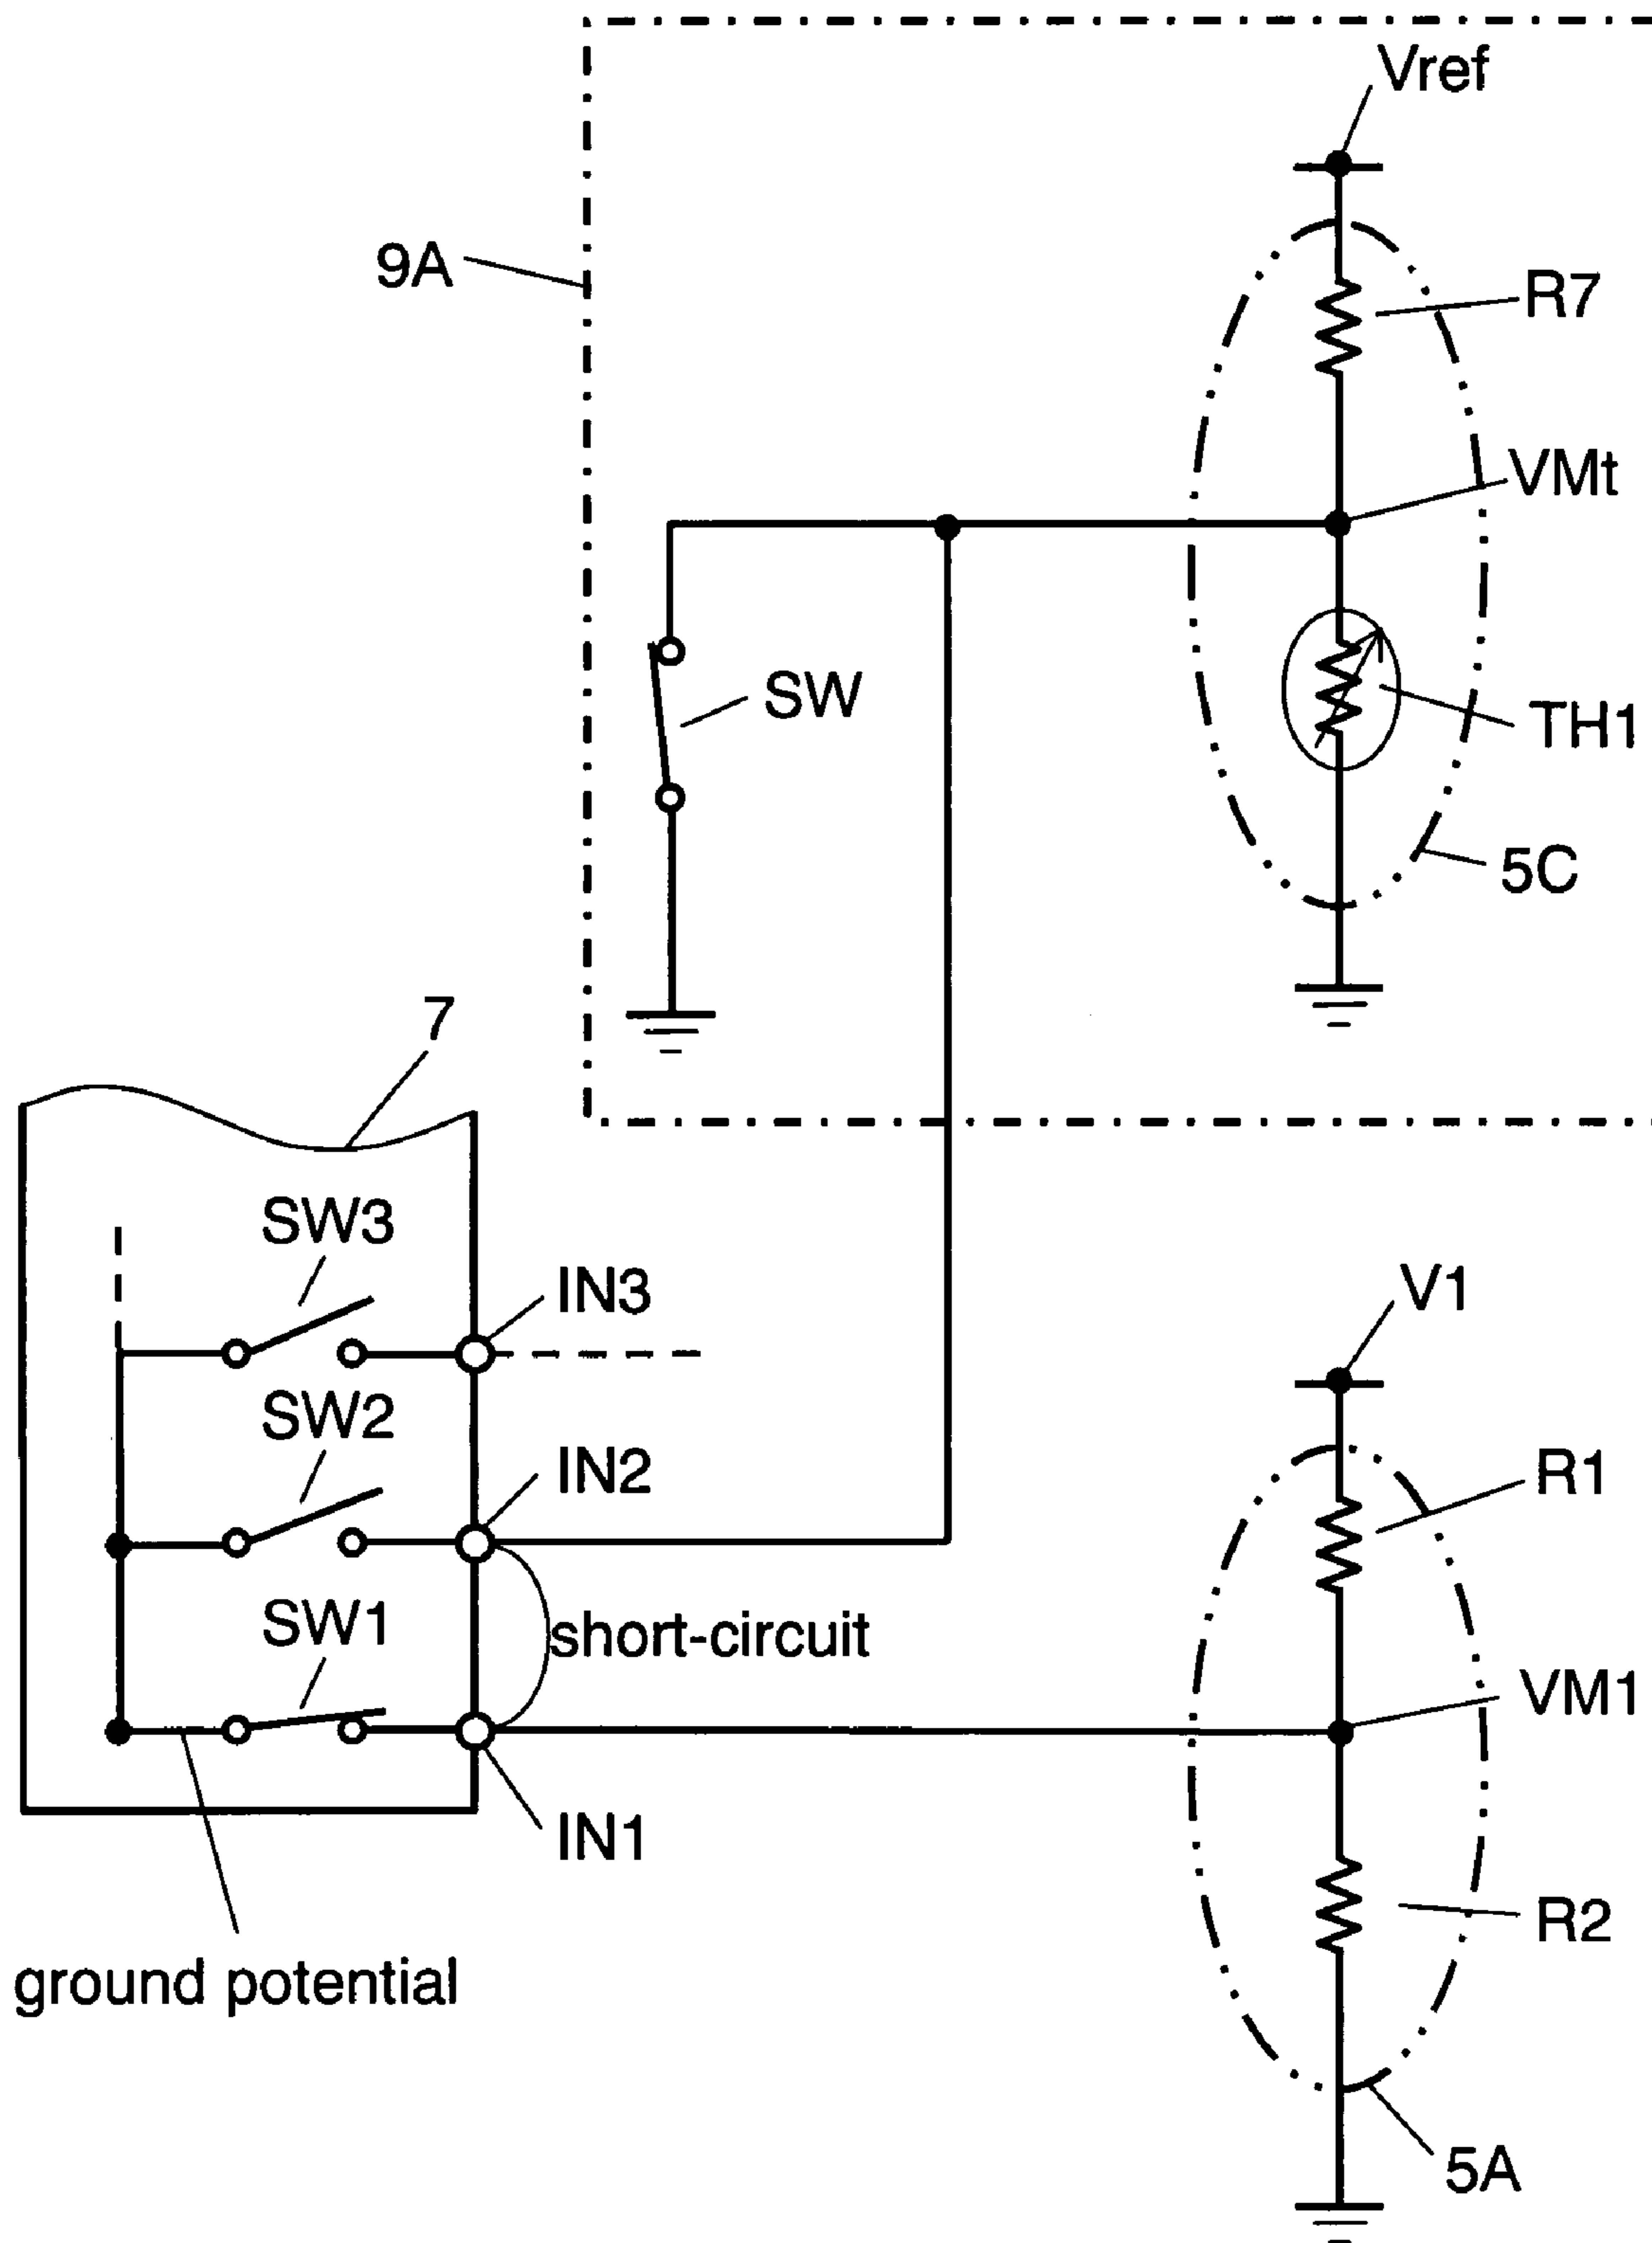 Vref
9A
R7
VMt
SW
TH1
5C
7
SW3
IN3
V1
SW2
IN2
R1
SW1
short-circuit
VM1
IN1
R2
ground potential
5A